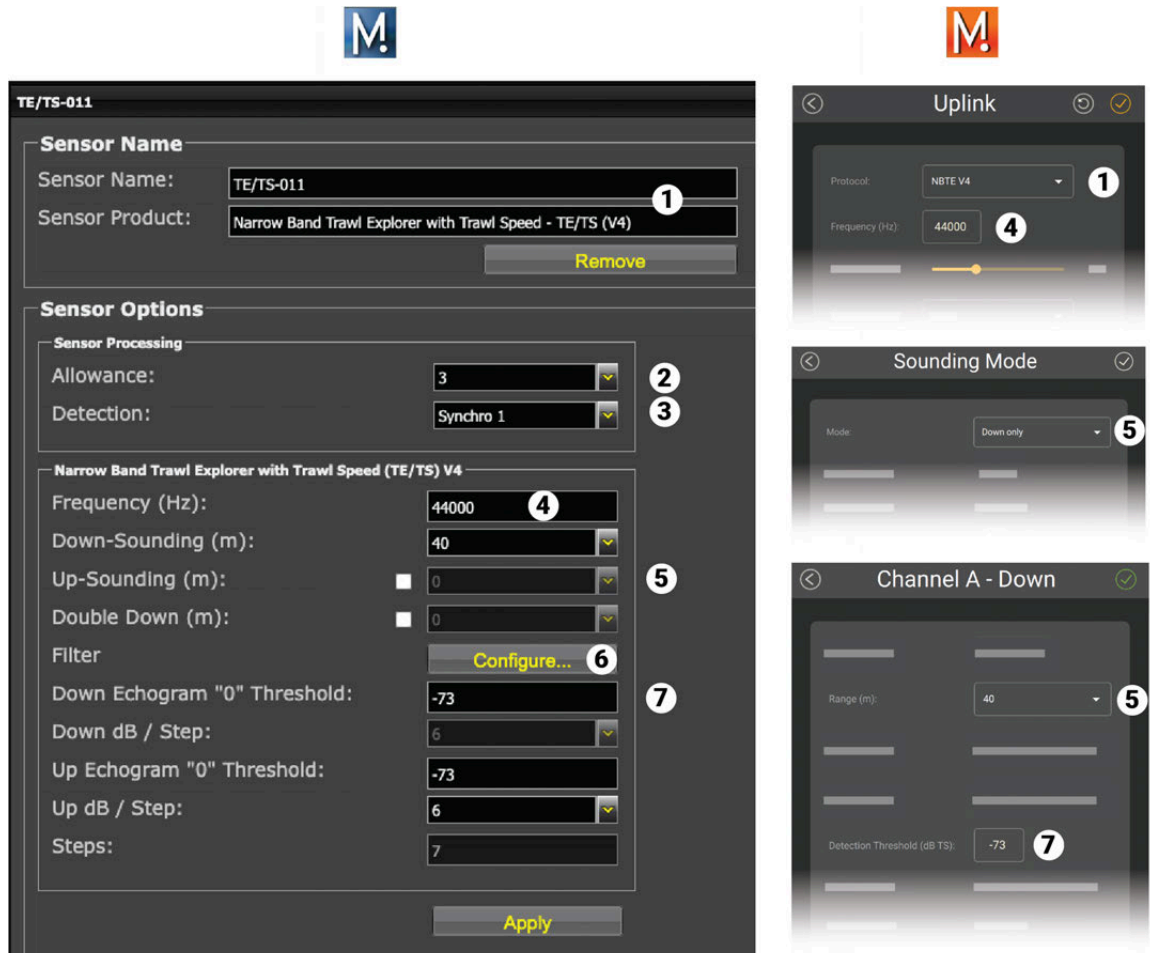 M.
M.
TE/TS-011
Sensor Name
Sensor Name:
TE/TS-011
1
Sensor Product:
Narrow Band Trawl Explorer with Trawl Speed - TE/TS (V4)
Remove
Sensor Options
Sensor Processing
Allowance:
3
2
Detection:
Synchro 1
3
Narrow Band Trawl Explorer with Trawl Speed (TE/TS) V4
Frequency (Hz):
44000
4
Down-Sounding (m):
40
Up-Sounding (m):
0
5
Double Down (m):
0
Filter
Configure...
6
Down Echogram "0" Threshold:
-73
7
Down dB / Step:
6
Up Echogram "0" Threshold:
-73
Up dB / Step:
6
Steps:
7
Apply
Uplink
Protocol:
NBTE V4
1
Frequency (Hz):
44000
4
Sounding Mode
Mode:
Down only
5
Channel A - Down
Range (m):
40
5
Detection Threshold (dB TS):
-73
7